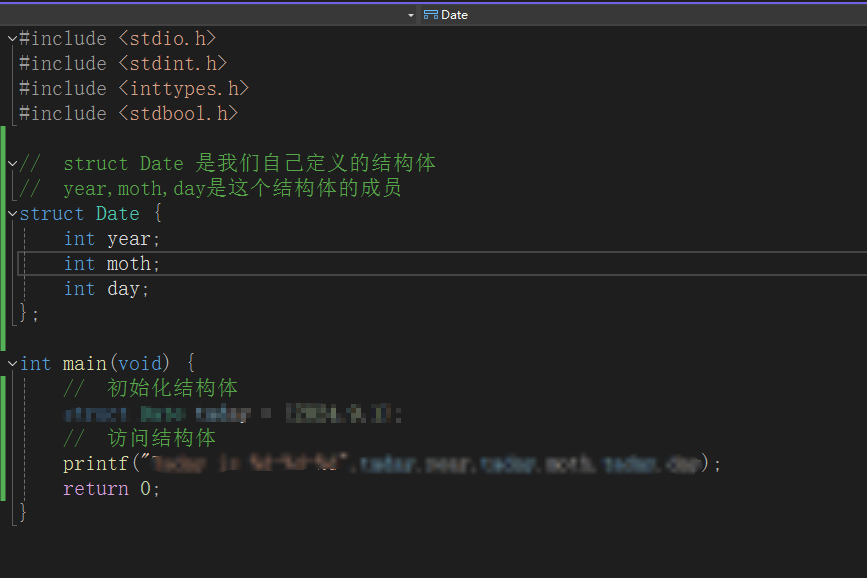 Date
#include <stdio.h>
#include <stdint.h>
#include <inttypes.h>
#include <stdbool.h>
// struct Date 是我们自己定义的结构体
// year,moth,day是这个结构体的成员
struct Date {
int year;
int moth;
int day;
};
int main(void) {
// 初始化结构体
// 访问结构体
printf("
);
return 0;
}